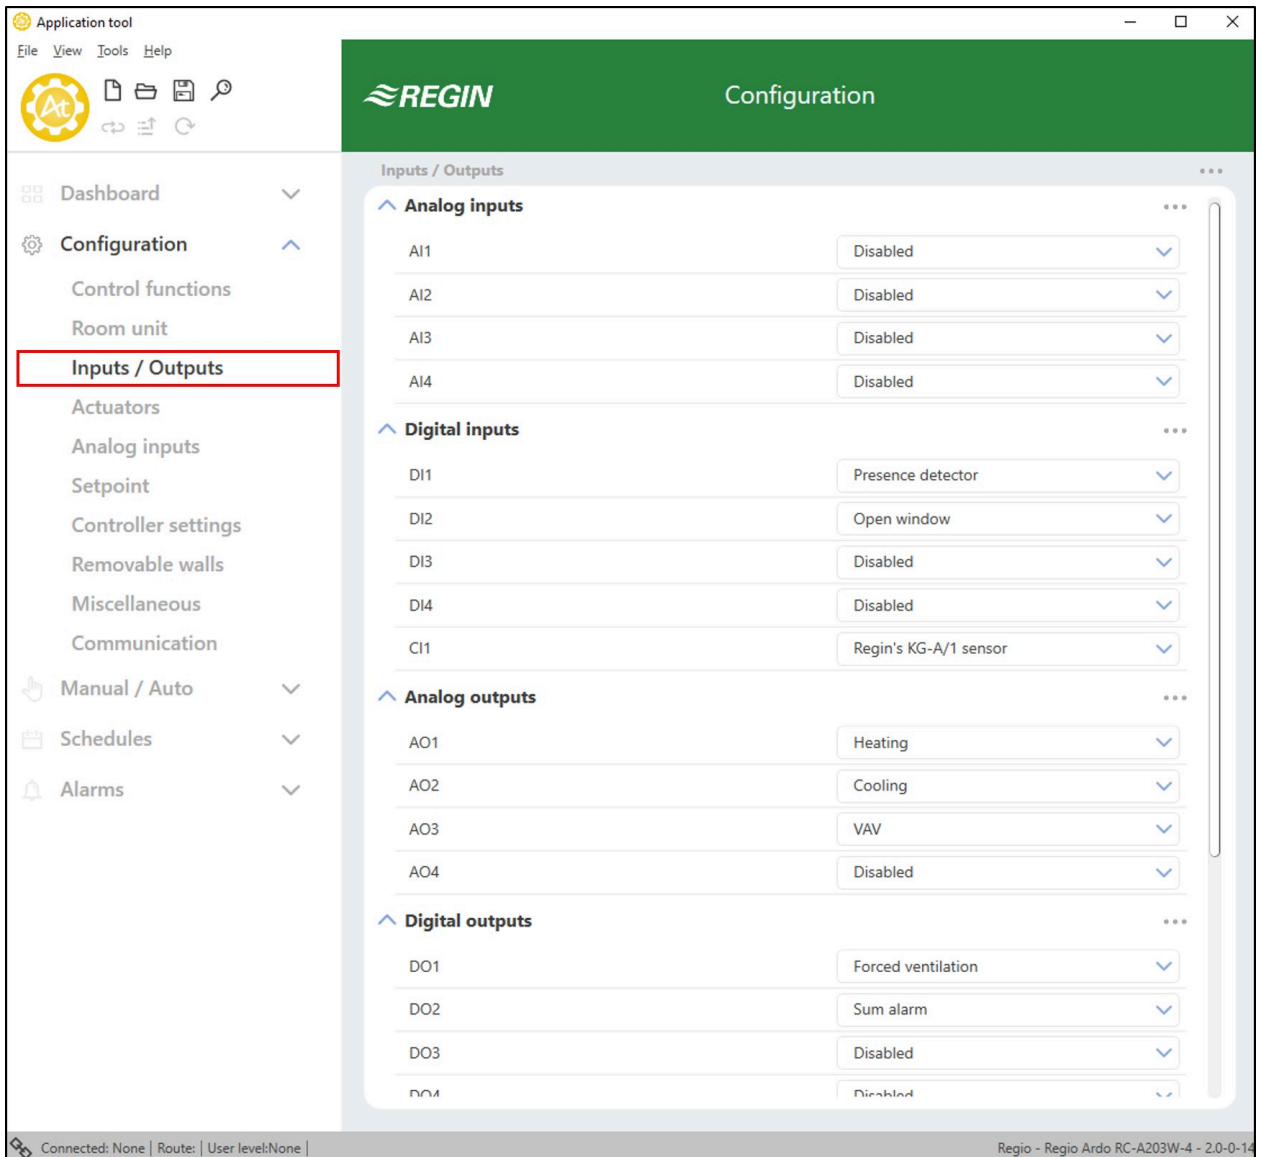 Application tool
File View Tools Help
At
REGIN
Configuration
Dashboard
Configuration
Control functions
Room unit
Inputs / Outputs
Actuators
Analog inputs
Setpoint
Controller settings
Removable walls
Miscellaneous
Communication
Manual / Auto
Schedules
Alarms
Inputs / Outputs
Analog inputs
AI1 Disabled
AI2 Disabled
AI3 Disabled
AI4 Disabled
Digital inputs
DI1 Presence detector
DI2 Open window
DI3 Disabled
DI4 Disabled
CI1 Regin's KG-A/1 sensor
Analog outputs
AO1 Heating
AO2 Cooling
AO3 VAV
AO4 Disabled
Digital outputs
DO1 Forced ventilation
DO2 Sum alarm
DO3 Disabled
DO4 Disabled
Connected: None | Route: | User level:None |
Regio - Regio Ardo RC-A203W-4 - 2.0-0-14